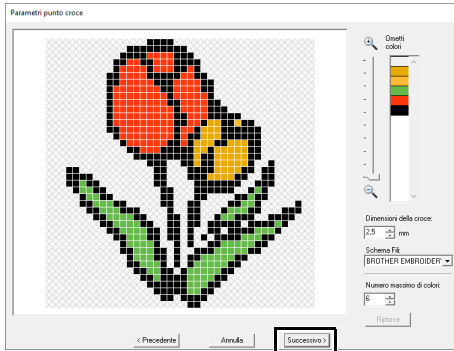 Parametri punto croce
Ometti
colori
Dimensioni della croce:
2,5 mm
Schema Fili:
BROTHER EMBROIDERY
Numero massimo di colori:
6
Riprova
< Precedente
Annulla
Successivo >